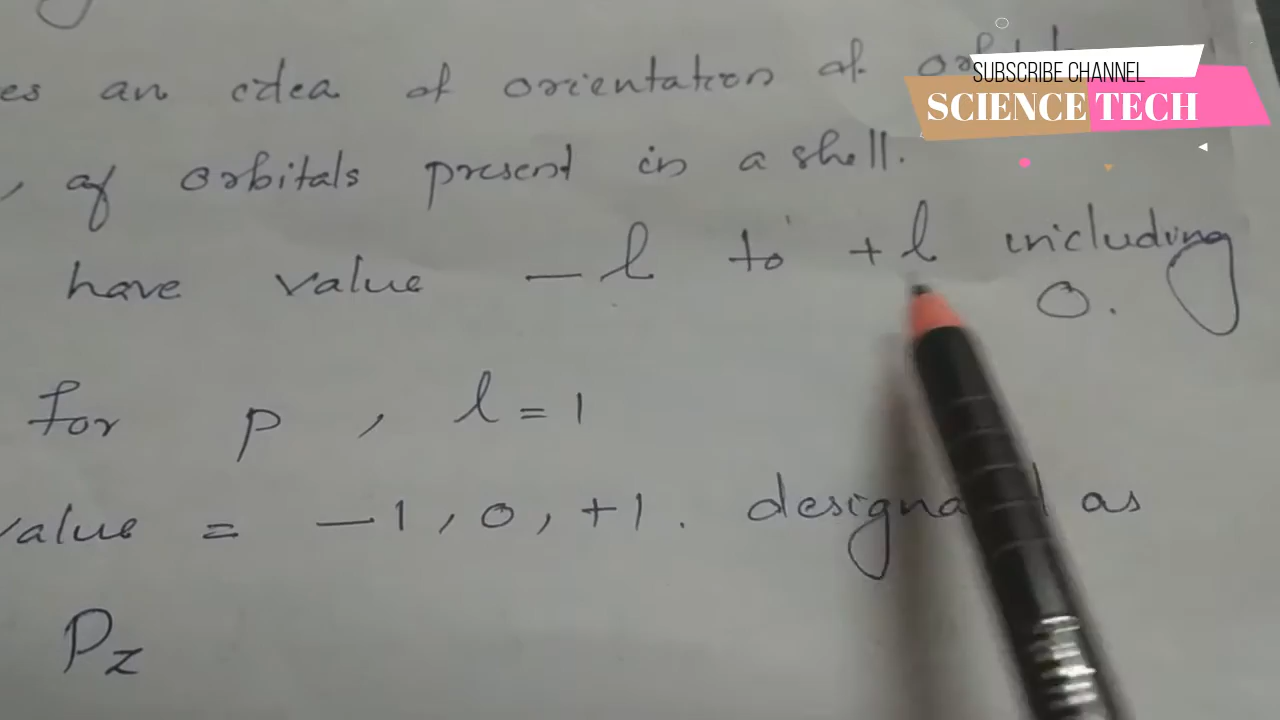 es an idea of orientation of
SUBSCRIBE CHANNEL
SCIENCE TECH
, of orbitals present in a shell.
have value – l to + l including
0.
For p , l = 1
value = – 1 , 0 , + 1 . as
Pz